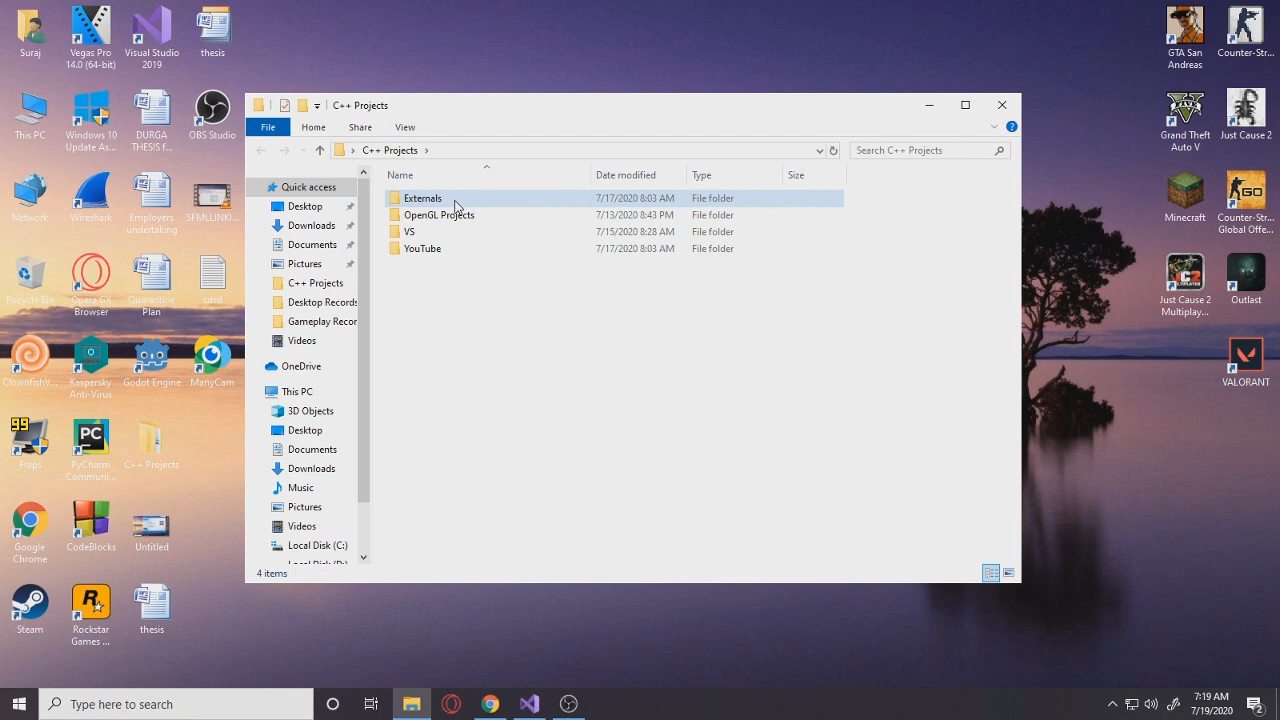 Suraj
Vegas Pro 14.0 (64-bit)
Visual Studio 2019
thesis
GTA San Andreas
Counter-Str...
This PC
Windows 10 Update As...
DURGA THESIS f...
OBS Studio
Grand Theft Auto V
Just Cause 2
Network
Wireshark
Employers undertaking
SFMLLINKI...
Minecraft
Counter-Str... Global Offe...
Recycle Bin
Opera GX Browser
Quarantine Plan
sdsd
Just Cause 2 Multiplay...
Outlast
ClownfishV...
Kaspersky Anti-Virus
Godot Engine
ManyCam
VALORANT
99
Fraps
PC
PyCharm Communi...
C++ Projects
Google Chrome
CodeBlocks
Untitled
Steam
Rockstar Games ...
thesis
C++ Projects
File Home Share View
C++ Projects
Search C++ Projects
Name Date modified Type Size
Externals 7/17/2020 8:03 AM File folder
OpenGL Projects 7/13/2020 8:43 PM File folder
VS 7/15/2020 8:28 AM File folder
YouTube 7/17/2020 8:03 AM File folder
Quick access
Desktop
Downloads
Documents
Pictures
C++ Projects
Desktop Records
Gameplay Recor
Videos
OneDrive
This PC
3D Objects
Desktop
Documents
Downloads
Music
Pictures
Videos
Local Disk (C:)
4 items
Type here to search
7:19 AM
7/19/2020
2